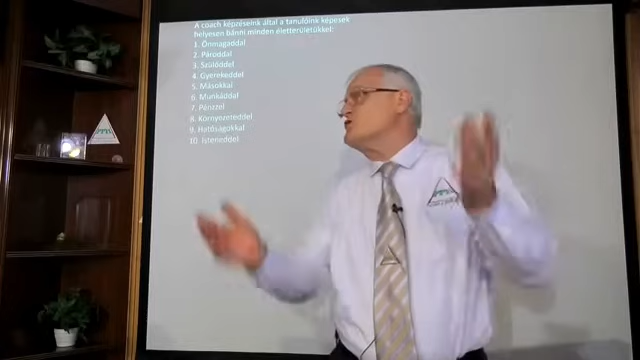 A coach képzéseink által a tanulóink képesek
helyesen bánni minden életterületükkel:
1. Önmagaddal
2. Pároddal
3. Szülőddel
4. Gyerekeddel
5. Másokkal
6. Munkáddal
7. Pénzzel
8. Környezeteddel
9. Hatóságokkal
10. Isteneddel